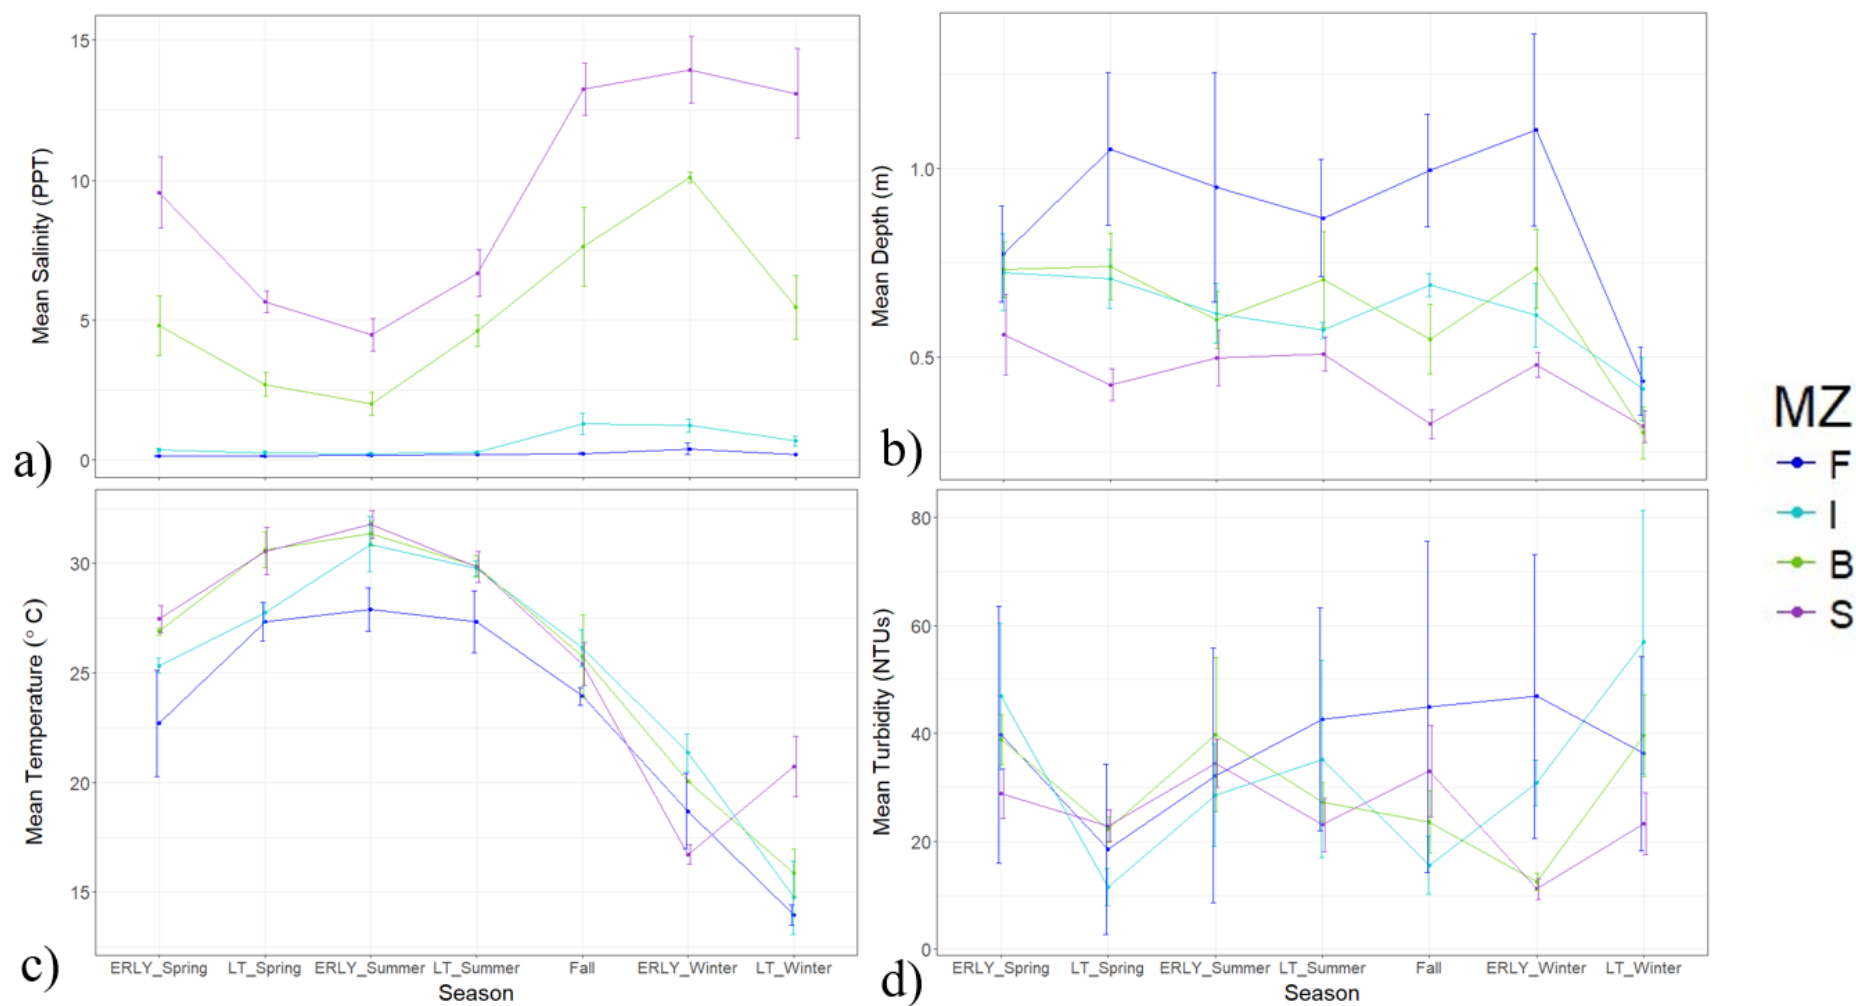 15
10
5
0
Mean Salinity (PPT)
a)
1.0
0.5
Mean Depth (m)
b)
30
25
20
15
Mean Temperature (° C)
ERLY_Spring LT_Spring ERLY_Summer LT_Summer Fall ERLY_Winter LT_Winter
Season
c)
80
60
40
20
0
Mean Turbidity (NTUs)
ERLY_Spring LT_Spring ERLY_Summer LT_Summer Fall ERLY_Winter LT_Winter
Season
d)
MZ
F
I
B
S